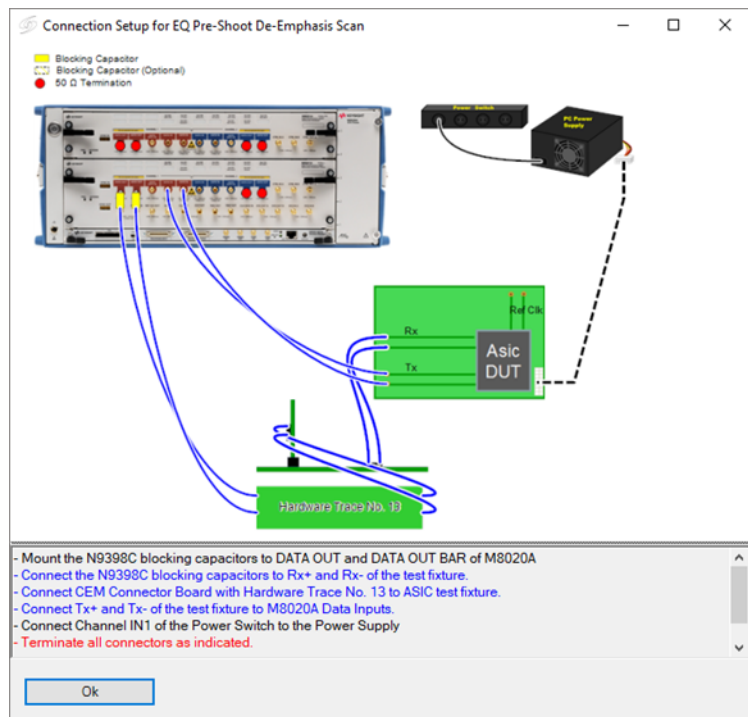 Connection Setup for EQ Pre-Shoot De-Emphasis Scan
Blocking Capacitor
Blocking Capacitor (Optional)
50 Ω Termination
Power Switch
PC Power
Supply
KEYSIGHT
Ref Clk
Rx
Asic
DUT
Tx
Hardware Trace No. 13
- Mount the N9398C blocking capacitors to DATA OUT and DATA OUT BAR of M8020A
- Connect the N9398C blocking capacitors to Rx+ and Rx- of the test fixture.
- Connect CEM Connector Board with Hardware Trace No. 13 to ASIC test fixture.
- Connect Tx+ and Tx- of the test fixture to M8020A Data Inputs.
- Connect Channel IN1 of the Power Switch to the Power Supply
- Terminate all connectors as indicated.
Ok